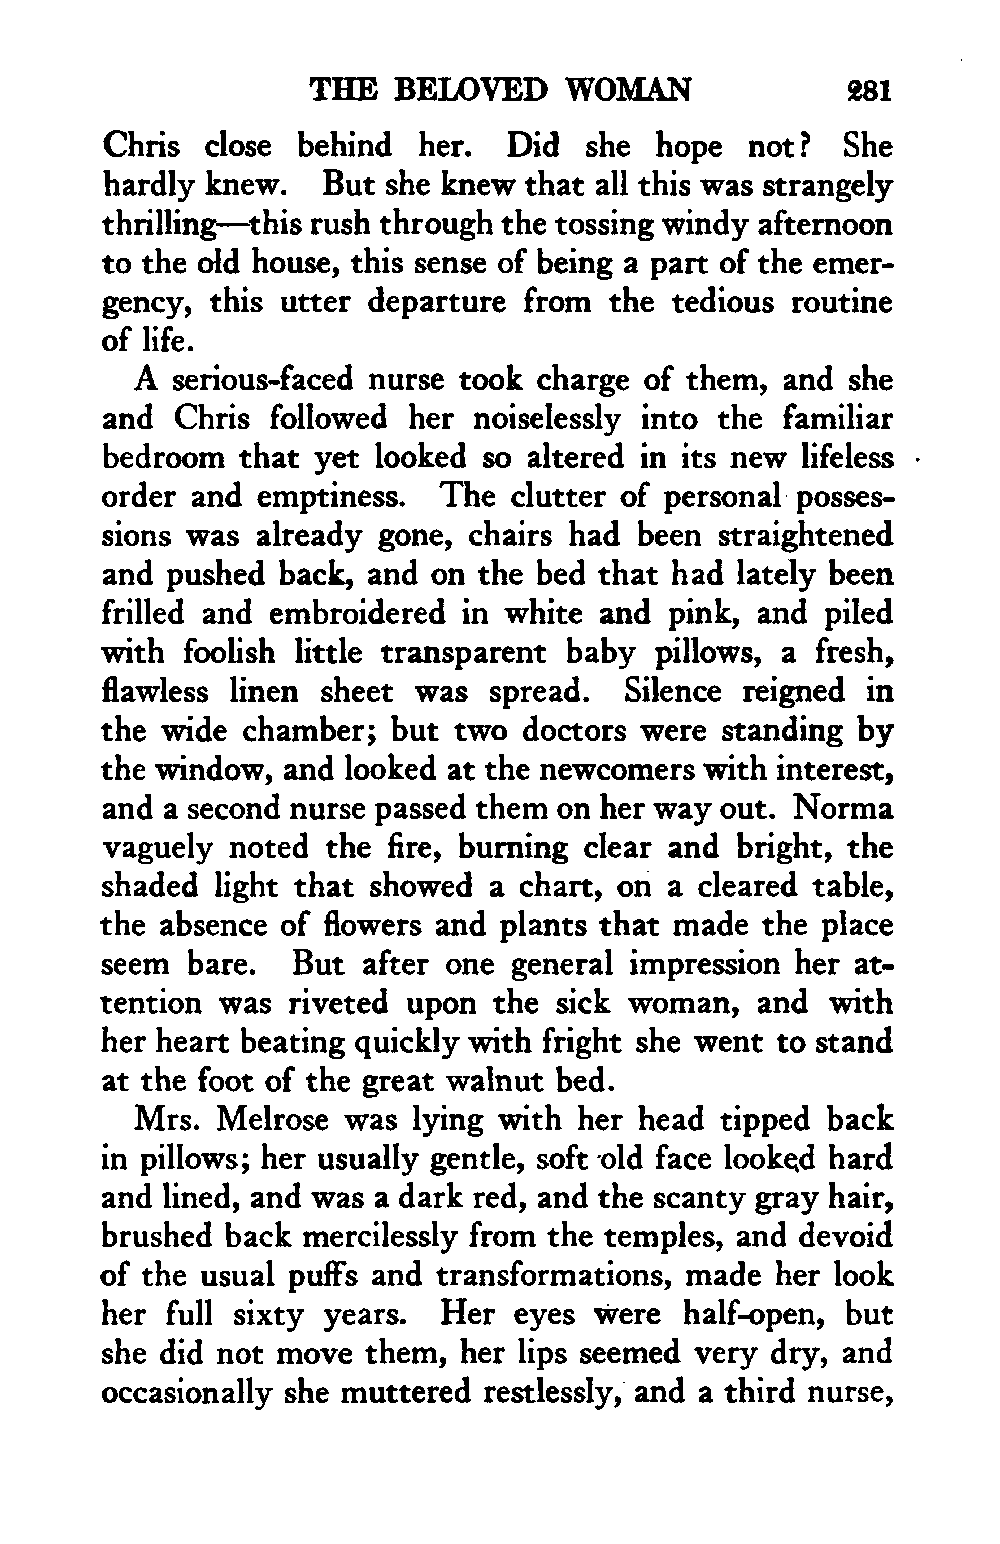 THE BELOVED WOMAN 281
Chris close behind her. Did she hope not? She
hardly knew. But she knew that all this was strangely
thrilling—this rush through the tossing windy afternoon
to the old house, this sense of being a part of the emer-
gency, this utter departure from the tedious routine
of life.
A serious-faced nurse took charge of them, and she
and Chris followed her noiselessly into the familiar
bedroom that yet looked so altered in its new lifeless
order and emptiness. The clutter of personal posses-
sions was already gone, chairs had been straightened
and pushed back, and on the bed that had lately been
frilled and embroidered in white and pink, and piled
with foolish little transparent baby pillows, a fresh,
flawless linen sheet was spread. Silence reigned in
the wide chamber; but two doctors were standing by
the window, and looked at the newcomers with interest,
and a second nurse passed them on her way out. Norma
vaguely noted the fire, burning clear and bright, the
shaded light that showed a chart, on a cleared table,
the absence of flowers and plants that made the place
seem bare. But after one general impression her at-
tention was riveted upon the sick woman, and with
her heart beating quickly with fright she went to stand
at the foot of the great walnut bed.
Mrs. Melrose was lying with her head tipped back
in pillows; her usually gentle, soft old face looked hard
and lined, and was a dark red, and the scanty gray hair,
brushed back mercilessly from the temples, and devoid
of the usual puffs and transformations, made her look
her full sixty years. Her eyes were half-open, but
she did not move them, her lips seemed very dry, and
occasionally she muttered restlessly, and a third nurse,